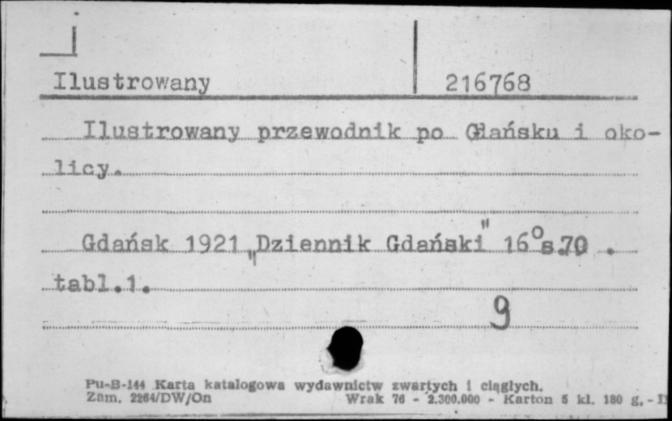 Ilustrowany 216768
Ilustrowany przewodnik po Gdańsku i oko-
licy.
Gdańsk 1921 „Dziennik Gdański" 16° s.70 .
tabl.1.
9
Pu-B-144 Karta katalogowa wydawnictw zwartych i ciągłych.
Zam. 2264/DW/On Wrak 76 - 2.300.000 - Karton 5 kl. 180 g. -